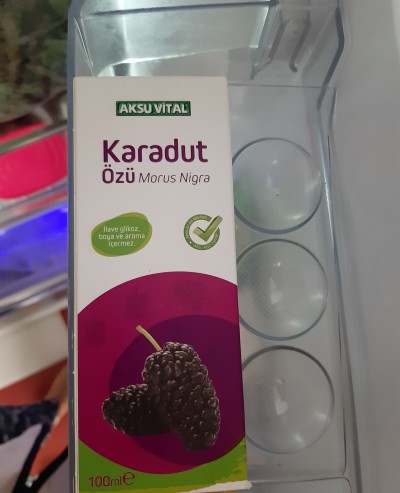 AKSU VİTAL
Karadut
Özü Morus Nigra
İlave glikoz,
boya ve aroma
içermez.
100ml e